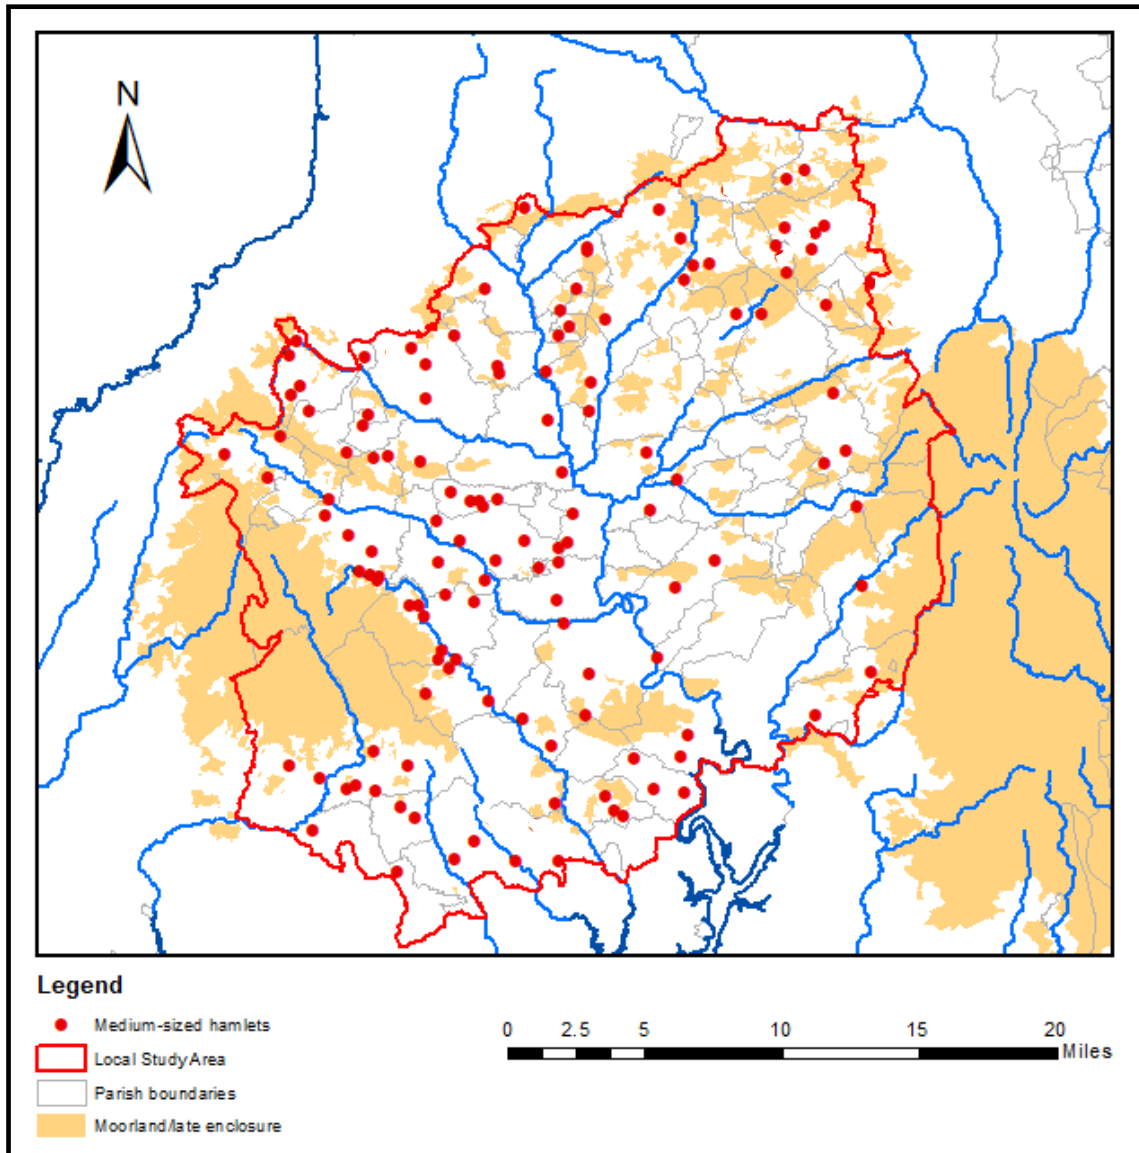 N
Legend
Medium-sized hamlets
Local Study Area
Parish boundaries
Moorland/late enclosure
0 2.5 5 10 15 20
Miles